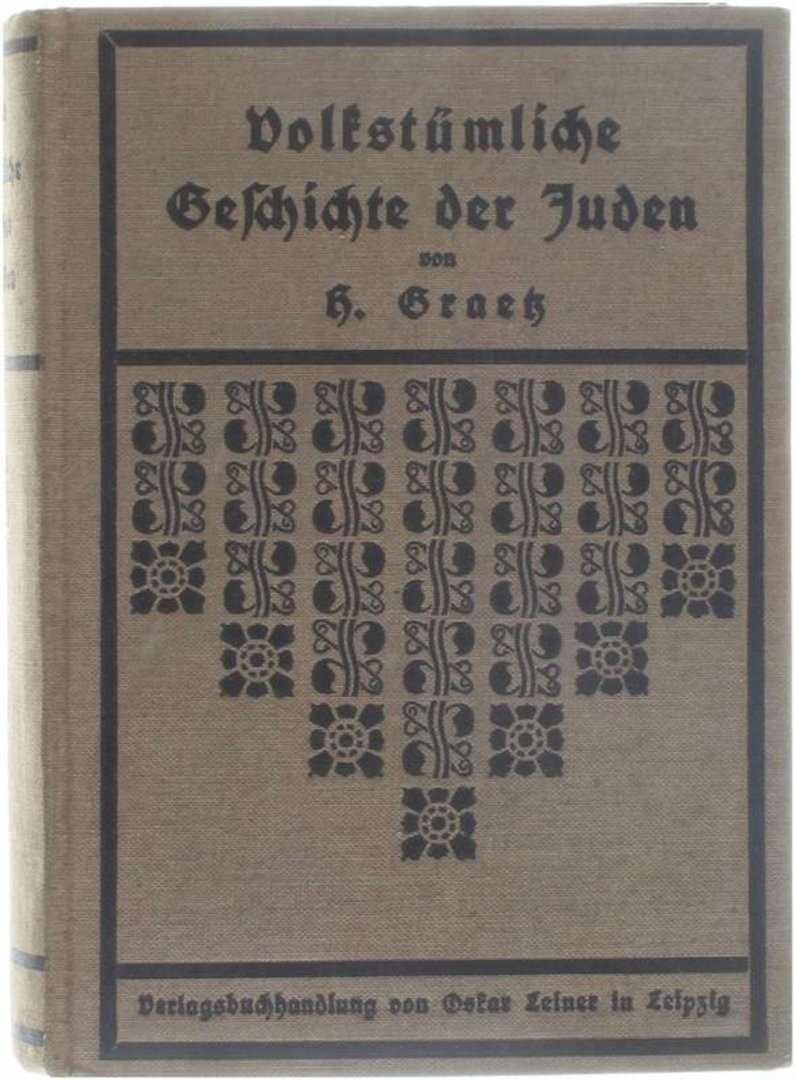 Volkstümliche
Geschichte der Juden
von
H. Graetz
Verlagsbuchhandlung von Oskar Leiner in Leipzig